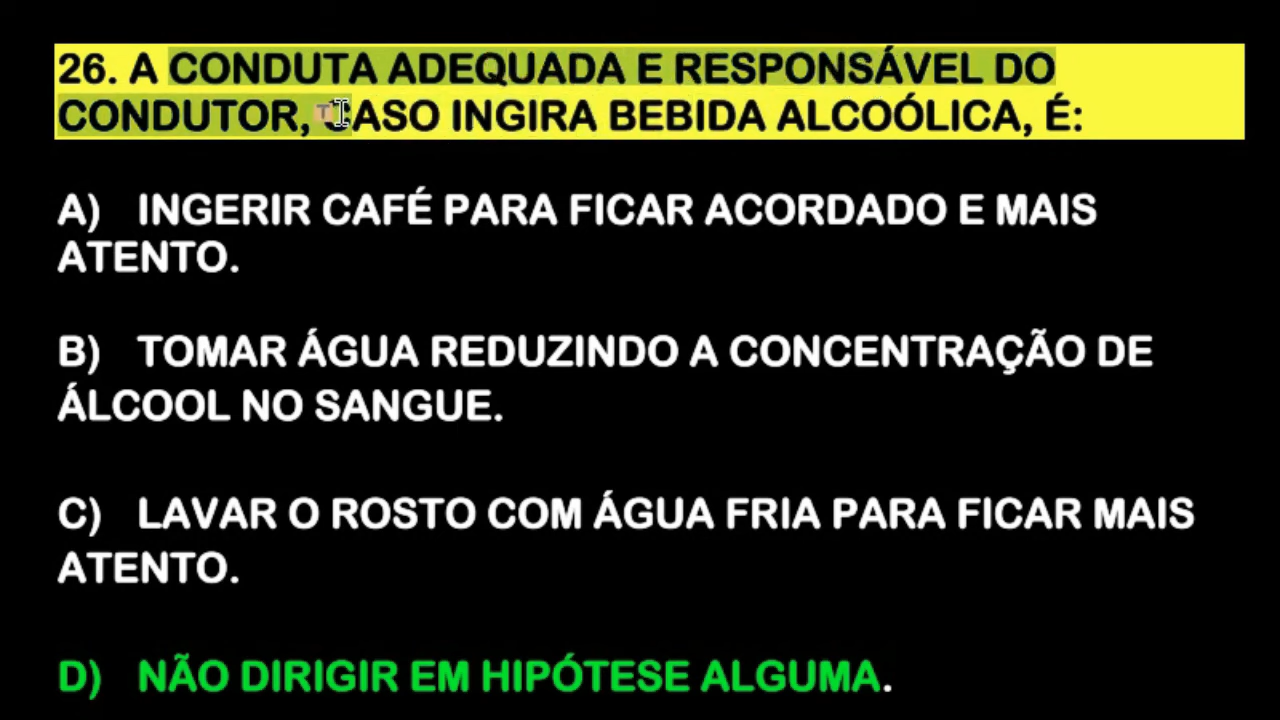 26. A CONDUTA ADEQUADA E RESPONSÁVEL DO
CONDUTOR, CASO INGIRA BEBIDA ALCOÓLICA, É:
A) INGERIR CAFÉ PARA FICAR ACORDADO E MAIS
ATENTO.
B) TOMAR ÁGUA REDUZINDO A CONCENTRAÇÃO DE
ÁLCOOL NO SANGUE.
C) LAVAR O ROSTO COM ÁGUA FRIA PARA FICAR MAIS
ATENTO.
D) NÃO DIRIGIR EM HIPÓTESE ALGUMA.